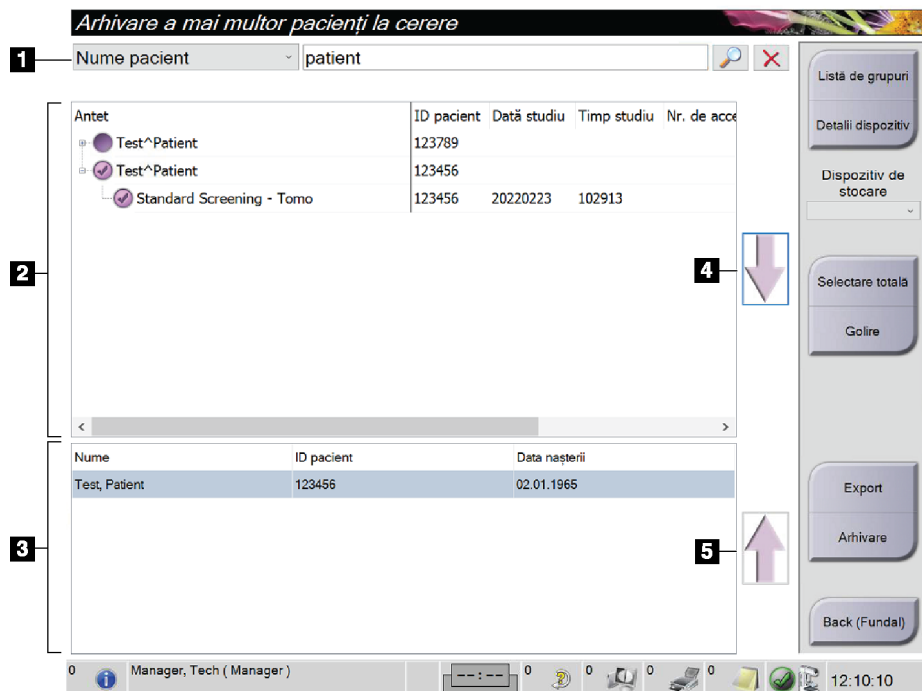 Arhivare a mai multor pacienți la cerere
1
Nume pacient
patient
Listă de grupuri
Detalii dispozitiv
Dispozitiv de stocare
Antet ID pacient Dată studiu Timp studiu Nr. de acce
Test^Patient 123789
Test^Patient 123456
Standard Screening - Tomo 123456 20220223 102913
2
4
Selectare totală
Golire
Nume ID pacient Data nașterii
Test, Patient 123456 02.01.1965
3
5
Export
Arhivare
Back (Fundal)
0 Manager, Tech ( Manager ) --:-- 0 0 0 0 12:10:10